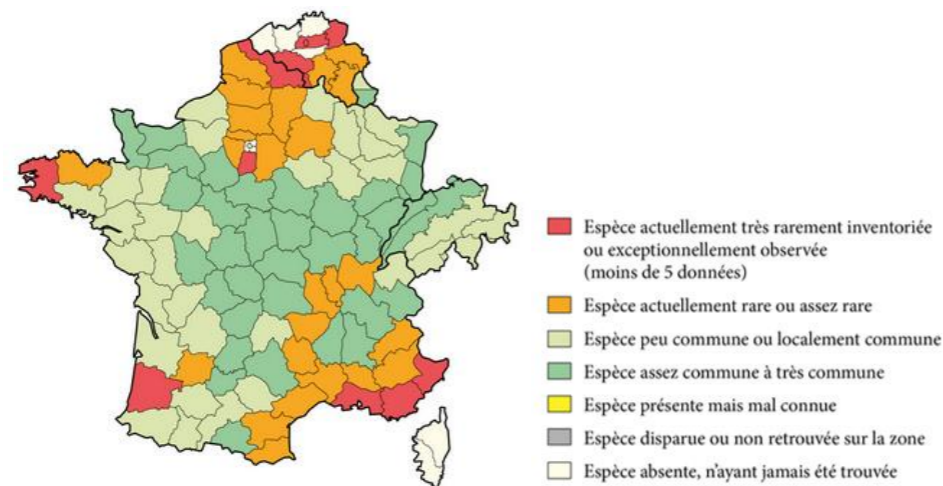 Espèce actuellement très rarement inventoriée
ou exceptionnellement observée
(moins de 5 données)
Espèce actuellement rare ou assez rare
Espèce peu commune ou localement commune
Espèce assez commune à très commune
Espèce présente mais mal connue
Espèce disparue ou non retrouvée sur la zone
Espèce absente, n'ayant jamais été trouvée